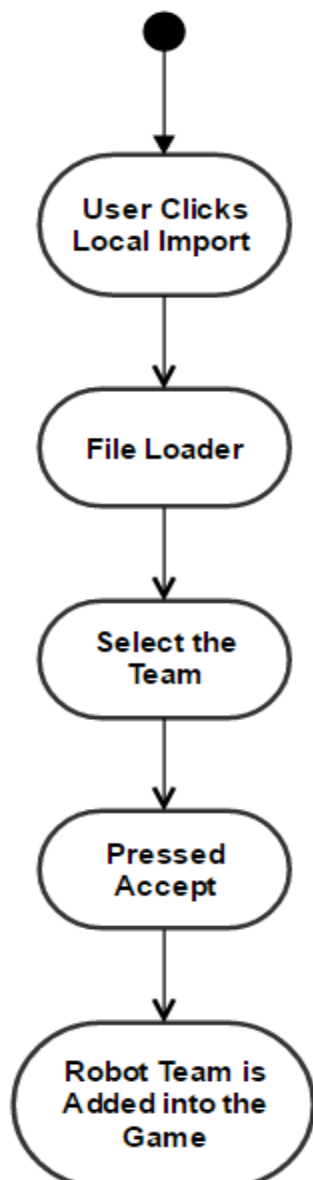 User Clicks
Local Import
File Loader
Select the
Team
Pressed
Accept
Robot Team is
Added into the
Game